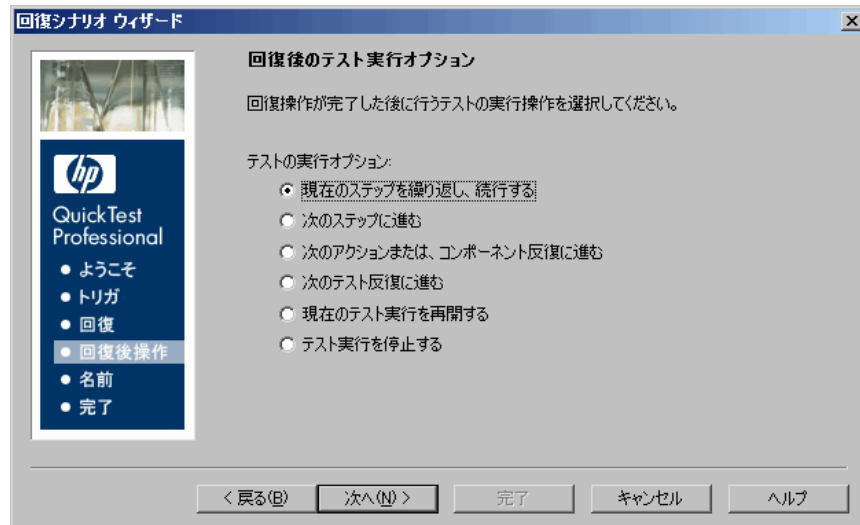 回復シナリオ ウィザード
回復後のテスト実行オプション
回復操作が完了した後に行うテストの実行操作を選択してください。
テストの実行オプション:
現在のステップを繰り返し、続行する
次のステップに進む
次のアクションまたは、コンポーネント反復に進む
次のテスト反復に進む
現在のテスト実行を再開する
テスト実行を停止する
hp
QuickTest
Professional
ようこそ
トリガ
回復
回復後操作
名前
完了
< 戻る(B)
次へ(N) >
完了
キャンセル
ヘルプ